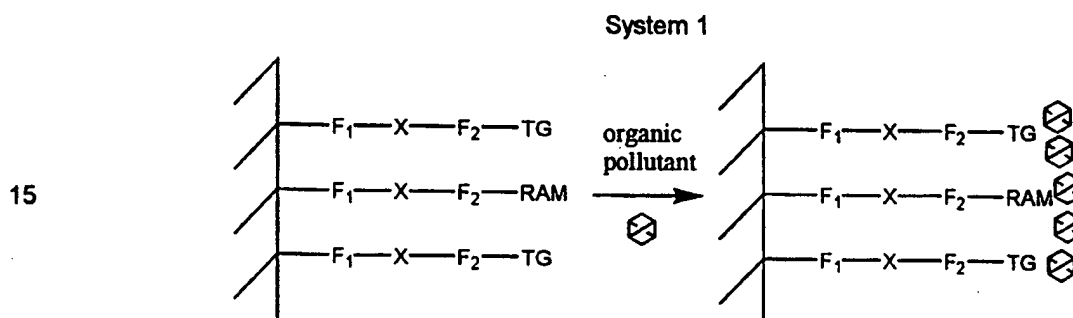 System 1
F₁—X—F₂—TG
organic
pollutant
F₁—X—F₂—TG
15
F₁—X—F₂—RAM
F₁—X—F₂—RAM
F₁—X—F₂—TG
F₁—X—F₂—TG